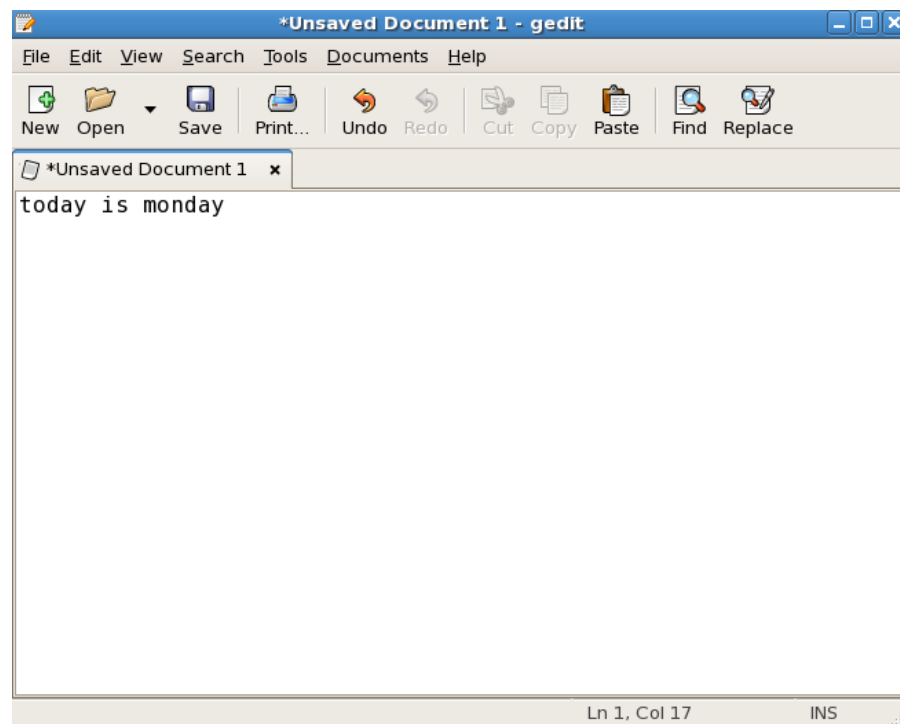 *Unsaved Document 1 - gedit
File Edit View Search Tools Documents Help
New Open Save Print... Undo Redo Cut Copy Paste Find Replace
*Unsaved Document 1
today is monday
Ln 1, Col 17 INS